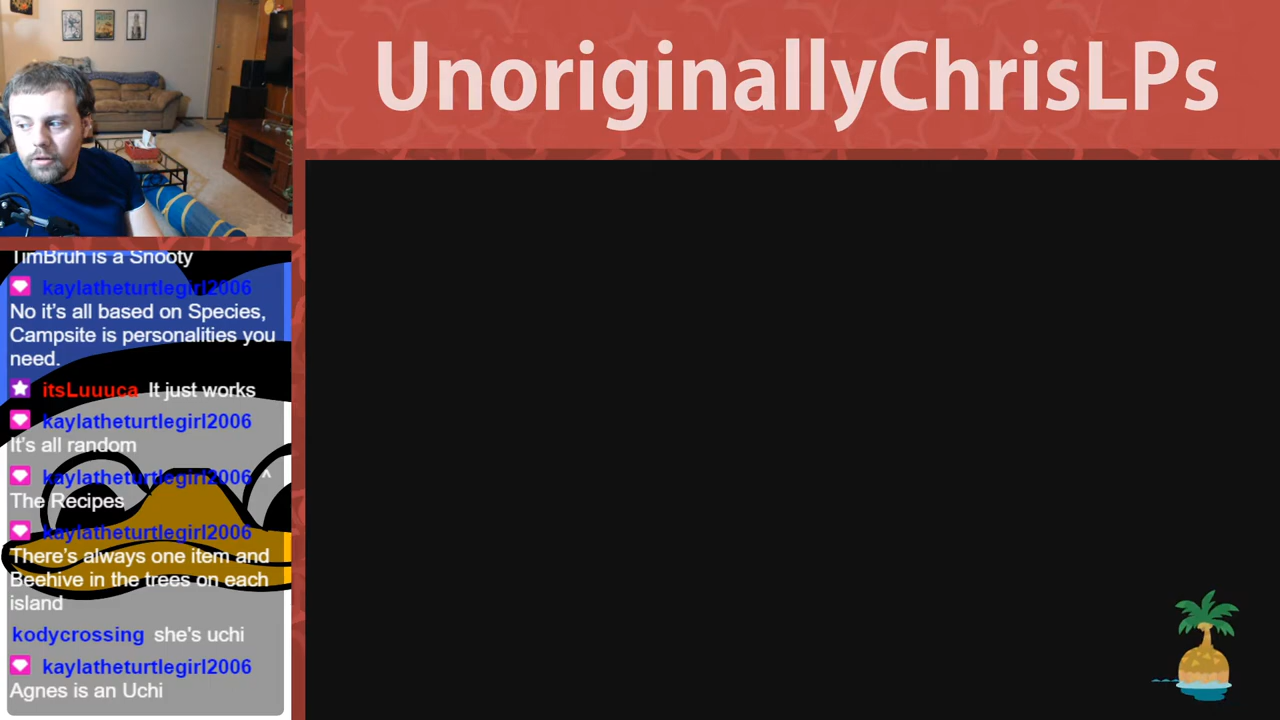 UnoriginallyChrisLPs
TimBruh is a Snooty
kaylatheturtlegirl2006
No it's all based on Species,
Campsite is personalities you
need.
itsLuuuca It just works
kaylatheturtlegirl2006
It's all random
kaylatheturtlegirl2006 ^
The Recipes
kaylatheturtlegirl2006
There's always one item and
Beehive in the trees on each
island
kodycrossing she's uchi
kaylatheturtlegirl2006
Agnes is an Uchi